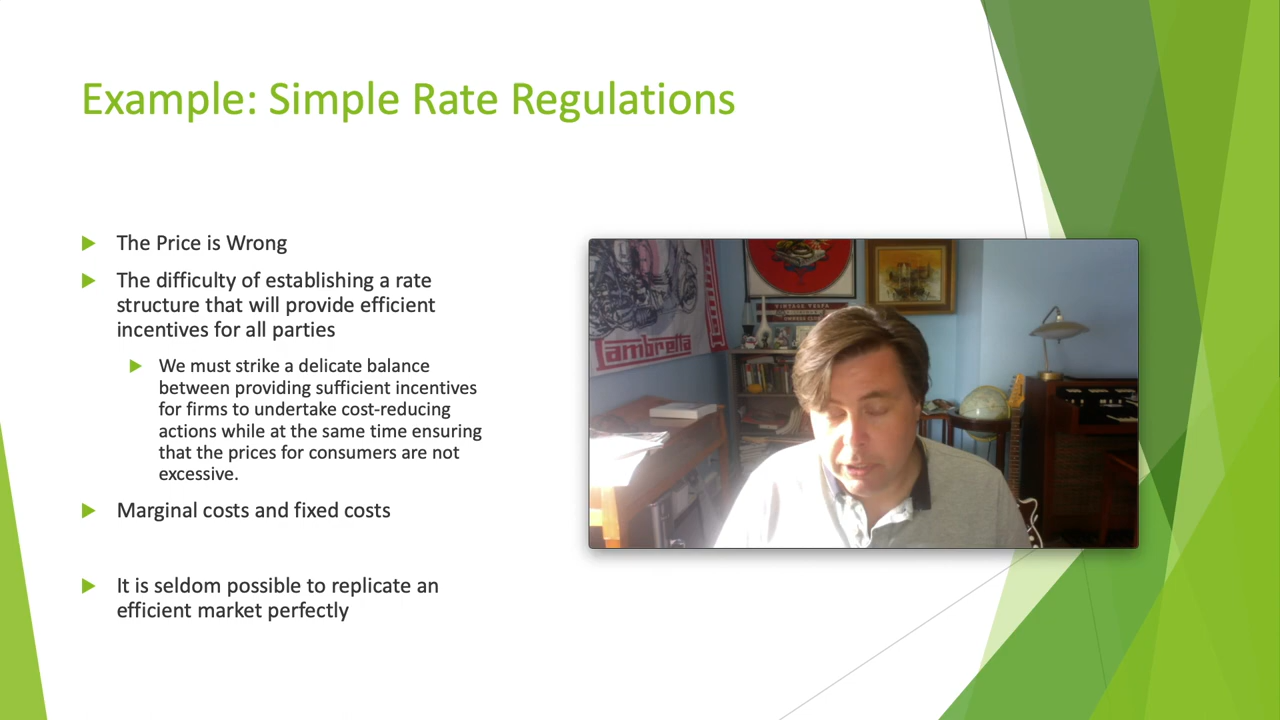 Example: Simple Rate Regulations
The Price is Wrong
The difficulty of establishing a rate
structure that will provide efficient
incentives for all parties
We must strike a delicate balance
between providing sufficient incentives
for firms to undertake cost-reducing
actions while at the same time ensuring
that the prices for consumers are not
excessive.
Marginal costs and fixed costs
It is seldom possible to replicate an
efficient market perfectly
Lambretta
VINTAGE VESPA